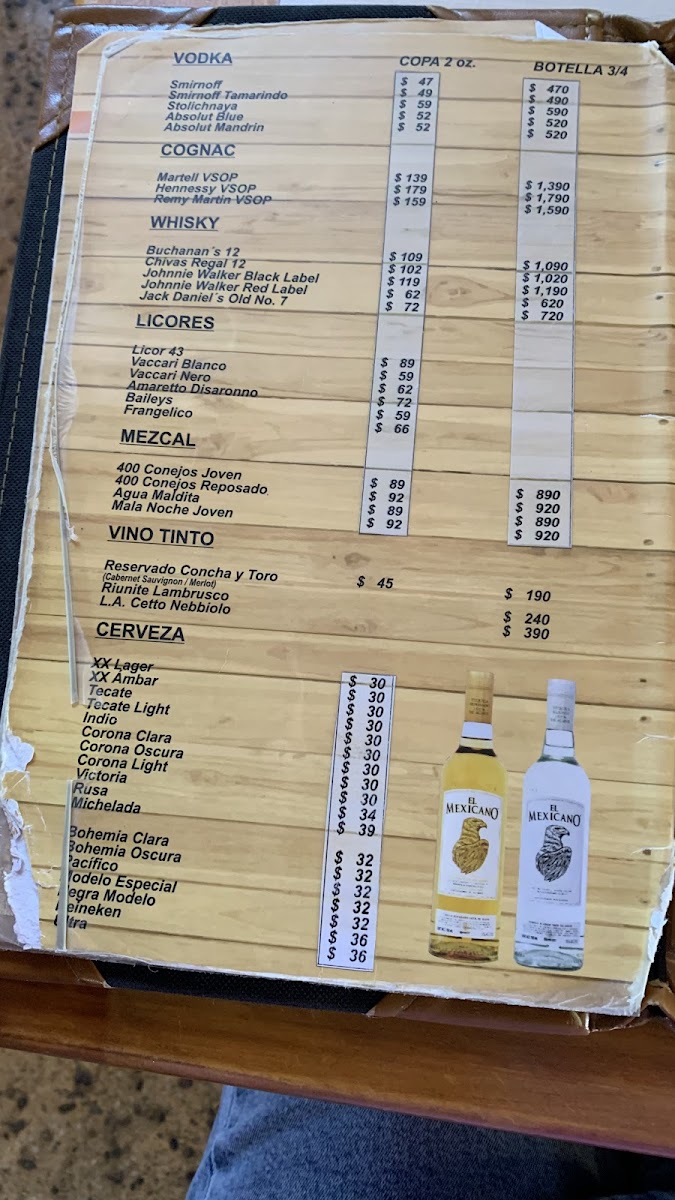 VODKA COPA 2 oz. BOTELLA 3/4
Smirnoff $ 47 $ 470
Smirnoff Tamarindo $ 49 $ 490
Stolichnaya $ 59 $ 590
Absolut Blue $ 52 $ 520
Absolut Mandrin $ 52 $ 520
COGNAC
Martell VSOP $ 139 $ 1,390
Hennessy VSOP $ 179 $ 1,790
Remy Martin VSOP $ 159 $ 1,590
WHISKY
Buchanan´s 12 $ 109 $ 1,090
Chivas Regal 12 $ 102 $ 1,020
Johnnie Walker Black Label $ 119 $ 1,190
Johnnie Walker Red Label $ 62 $ 620
Jack Daniel´s Old No. 7 $ 72 $ 720
LICORES
Licor 43 $ 89
Vaccari Blanco $ 59
Vaccari Nero $ 62
Amaretto Disaronno $ 72
Baileys $ 59
Frangelico $ 66
MEZCAL
400 Conejos Joven $ 89 $ 890
400 Conejos Reposado $ 92 $ 920
Agua Maldita $ 89 $ 890
Mala Noche Joven $ 92 $ 920
VINO TINTO
Reservado Concha y Toro $ 45 $ 190
(Cabernet Sauvignon / Merlot)
Riunite Lambrusco $ 240
L.A. Cetto Nebbiolo $ 390
CERVEZA
XX Lager $ 30
XX Ambar $ 30
Tecate $ 30
Tecate Light $ 30
Indio $ 30
Corona Clara $ 30
Corona Oscura $ 30
Corona Light $ 30
Victoria $ 30
Rusa $ 34
Michelada $ 39
Bohemia Clara $ 32
Bohemia Oscura $ 32
Pacífico $ 32
Modelo Especial $ 32
Negra Modelo $ 32
Heineken $ 36
Ultra $ 36
EL
MEXICANO
EL
MEXICANO